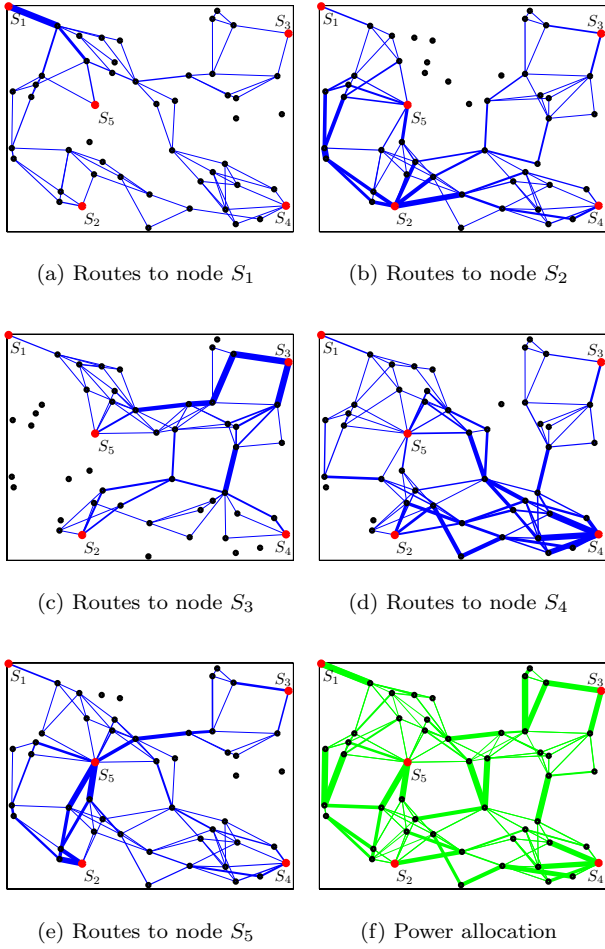 S1 S3
S5
S2 S4
S3
S5
S2 S4
(a) Routes to node S1 (b) Routes to node S2
S1 S3
S5
S2 S4
S1 S3
S5
S2 S4
(c) Routes to node S3 (d) Routes to node S4
S1 S3
S5
S2 S4
S1 S3
S5
S2 S4
(e) Routes to node S5 (f) Power allocation